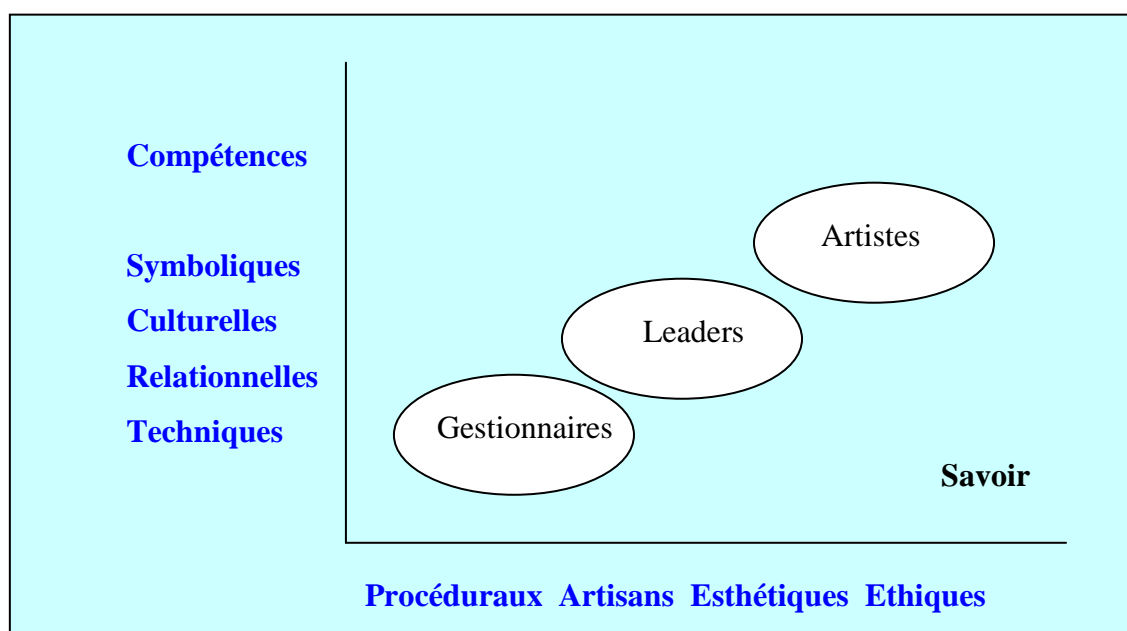 Compétences
Artistes
Symboliques
Culturelles
Leaders
Relationnelles
Techniques
Gestionnaires
Savoir
Procéduraux Artisans Esthétiques Ethiques